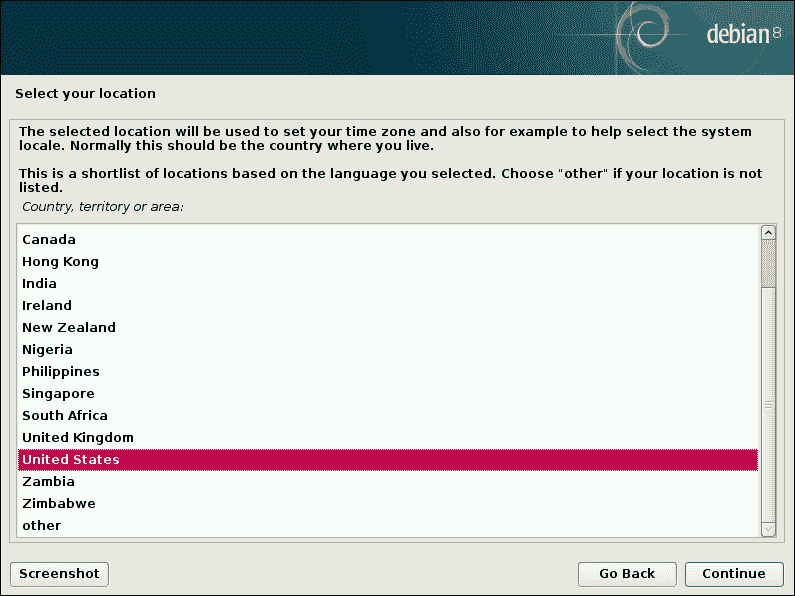 debian 8
Select your location
The selected location will be used to set your time zone and also for example to help select the system
locale. Normally this should be the country where you live.
This is a shortlist of locations based on the language you selected. Choose "other" if your location is not
listed.
Country, territory or area:
Canada
Hong Kong
India
Ireland
New Zealand
Nigeria
Philippines
Singapore
South Africa
United Kingdom
United States
Zambia
Zimbabwe
other
Screenshot
Go Back
Continue